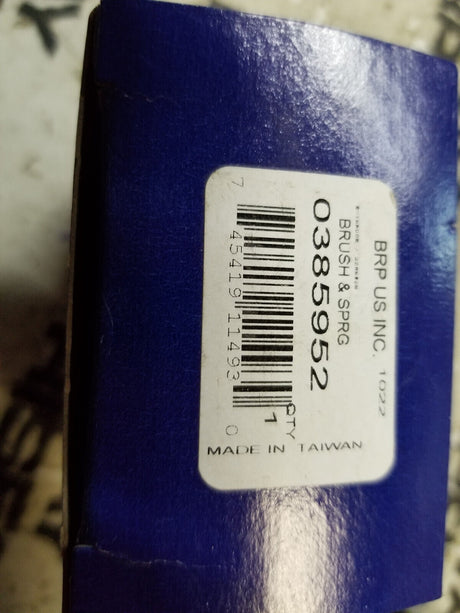 BRP US INC. 1022
BRUSH & SPRG
0385952
7 45419 11493 0
QTY
1
MADE IN TAIWAN